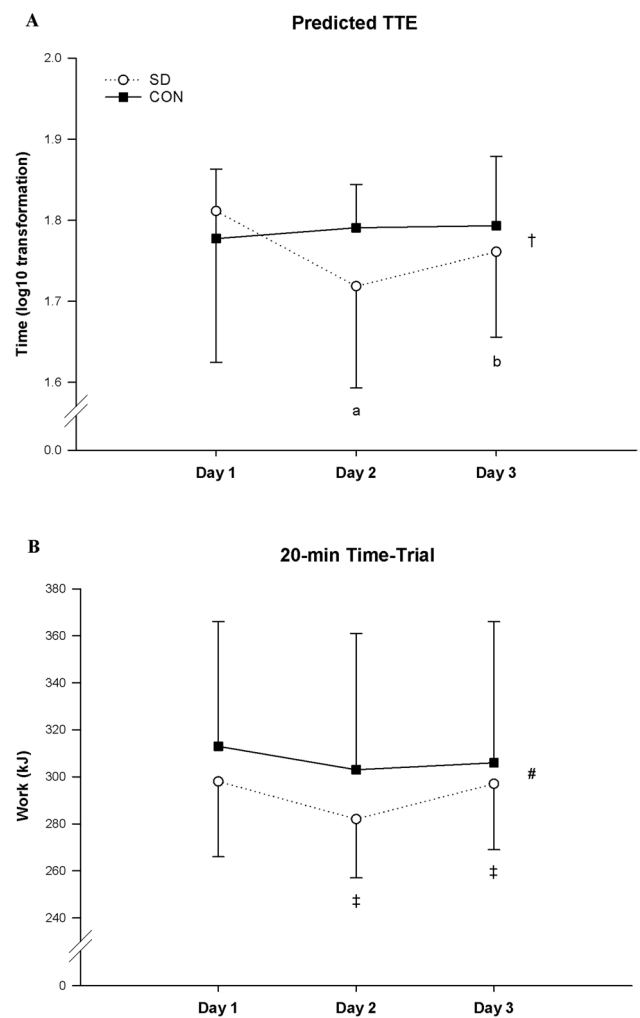 A
Predicted TTE
Time (log10 transformation)
2.0
1.9
1.8
1.7
1.6
0.0
SD
CON
†
b
a
Day 1 Day 2 Day 3
B
20-min Time-Trial
Work (kJ)
380
360
340
320
300
280
260
240
0
#
‡
‡
Day 1 Day 2 Day 3